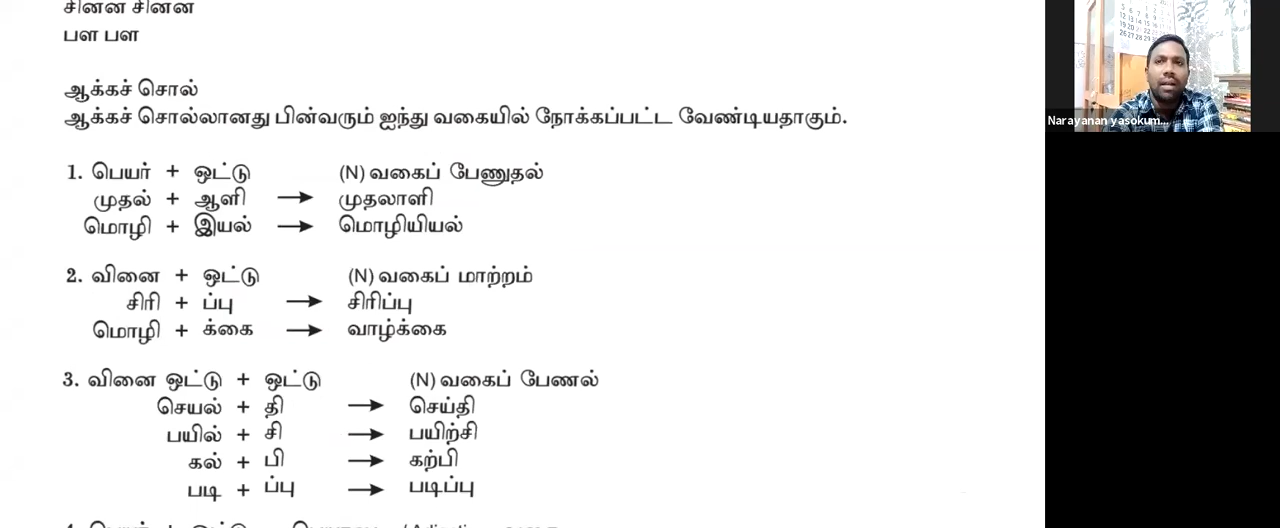 சின்ன சின்ன
பள பள
ஆக்கச் சொல்
ஆக்கச் சொல்லானது பின்வரும் ஐந்து வகையில் நோக்கப்பட்ட வேண்டியதாகும்.
1. பெயர் + ஒட்டு (N) வகைப் பேணுதல்
முதல் + ஆளி → முதலாளி
மொழி + இயல் → மொழியியல்
2. வினை + ஒட்டு (N) வகைப் மாற்றம்
சிரி + ப்பு → சிரிப்பு
மொழி + க்கை → வாழ்க்கை
3. வினை ஒட்டு + ஒட்டு (N) வகைப் பேணல்
செயல் + தி → செய்தி
பயில் + சி → பயிற்சி
கல் + பி → கற்பி
படி + ப்பு → படிப்பு
Narayanan yasokum...